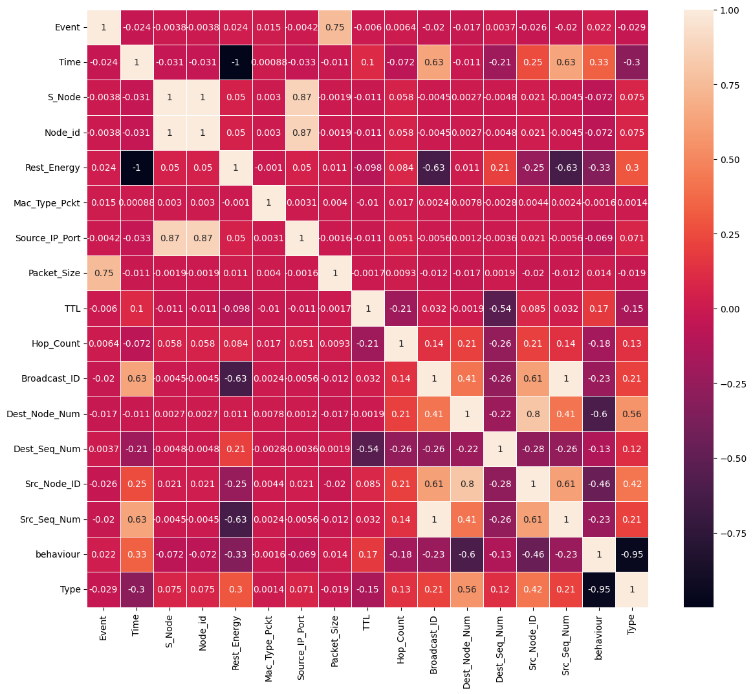 Event 1 -0.024 -0.0038 -0.0038 0.024 0.015 -0.0042 0.75 -0.006 0.0064 -0.02 -0.017 0.0037 -0.026 -0.02 0.022 -0.029
Time -0.024 1 -0.031 -0.031 -1 0.00088 -0.033 -0.011 0.1 -0.072 0.63 -0.011 -0.21 0.25 0.63 0.33 -0.3
S_Node -0.0038 -0.031 1 1 0.05 0.003 0.87 -0.0019 -0.011 0.058 -0.0045 0.0027 -0.0048 0.021 -0.0045 -0.072 0.075
Node_id -0.0038 -0.031 1 1 0.05 0.003 0.87 -0.0019 -0.011 0.058 -0.0045 0.0027 -0.0048 0.021 -0.0045 -0.072 0.075
Rest_Energy 0.024 -1 0.05 0.05 1 -0.001 0.05 0.011 -0.098 0.084 -0.63 0.011 0.21 -0.25 -0.63 -0.33 0.3
Mac_Type_Pckt 0.015 0.00088 0.003 0.003 -0.001 1 0.0031 0.004 -0.01 0.017 0.0024 0.0078 -0.0028 0.0044 0.0024 -0.0016 0.0014
Source_IP_Port -0.0042 -0.033 0.87 0.87 0.05 0.0031 1 -0.0016 -0.011 0.051 -0.0056 0.0012 -0.0036 0.021 -0.0056 -0.069 0.071
Packet_Size 0.75 -0.011 -0.0019 -0.0019 0.011 0.004 -0.0016 1 -0.0017 0.0093 -0.012 -0.017 0.0019 -0.02 -0.012 0.014 -0.019
TTL -0.006 0.1 -0.011 -0.011 -0.098 -0.01 -0.011 -0.0017 1 -0.21 0.032 -0.0019 -0.54 0.085 0.032 0.17 -0.15
Hop_Count 0.0064 -0.072 0.058 0.058 0.084 0.017 0.051 0.0093 -0.21 1 0.14 0.21 -0.26 0.21 0.14 -0.18 0.13
Broadcast_ID -0.02 0.63 -0.0045 -0.0045 -0.63 0.0024 -0.0056 -0.012 0.032 0.14 1 0.41 -0.26 0.61 1 -0.23 0.21
Dest_Node_Num -0.017 -0.011 0.0027 0.0027 0.011 0.0078 0.0012 -0.017 -0.0019 0.21 0.41 1 -0.22 0.8 0.41 -0.6 0.56
Dest_Seq_Num 0.0037 -0.21 -0.0048 -0.0048 0.21 -0.0028 -0.0036 0.0019 -0.54 -0.26 -0.26 -0.22 1 -0.28 -0.26 -0.13 0.12
Src_Node_ID -0.026 0.25 0.021 0.021 -0.25 0.0044 0.021 -0.02 0.085 0.21 0.61 0.8 -0.28 1 0.61 -0.46 0.42
Src_Seq_Num -0.02 0.63 -0.0045 -0.0045 -0.63 0.0024 -0.0056 -0.012 0.032 0.14 1 0.41 -0.26 0.61 1 -0.23 0.21
behaviour 0.022 0.33 -0.072 -0.072 -0.33 -0.0016 -0.069 0.014 0.17 -0.18 -0.23 -0.6 -0.13 -0.46 -0.23 1 -0.95
Type -0.029 -0.3 0.075 0.075 0.3 0.0014 0.071 -0.019 -0.15 0.13 0.21 0.56 0.12 0.42 0.21 -0.95 1
Event Time S_Node Node_id Rest_Energy Mac_Type_Pckt Source_IP_Port Packet_Size TTL Hop_Count Broadcast_ID Dest_Node_Num Dest_Seq_Num Src_Node_ID Src_Seq_Num behaviour Type
1.00
0.75
0.50
0.25
0.00
−0.25
−0.50
−0.75